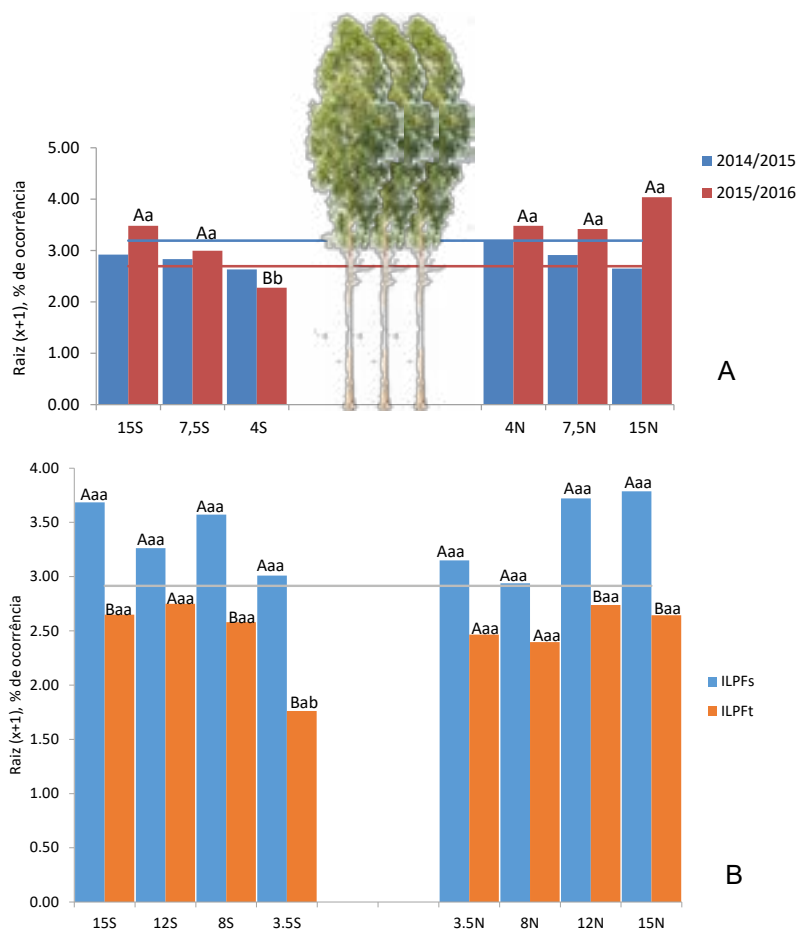 5.00
4.00
3.00
2.00
1.00
0.00
Raiz (x+1), % de ocorrência
Aa Aa Bb Aa Aa Aa
15S 7,5S 4S 4N 7,5N 15N
2014/2015
2015/2016
A
4.00
3.50
3.00
2.50
2.00
1.50
1.00
0.50
0.00
Raiz (x+1), % de ocorrência
Aaa Aaa Aaa Aaa Aaa Aaa Aaa Aaa
Baa Aaa Baa Bab Aaa Aaa Baa Baa
15S 12S 8S 3.5S 3.5N 8N 12N 15N
ILPFs
ILPFt
B